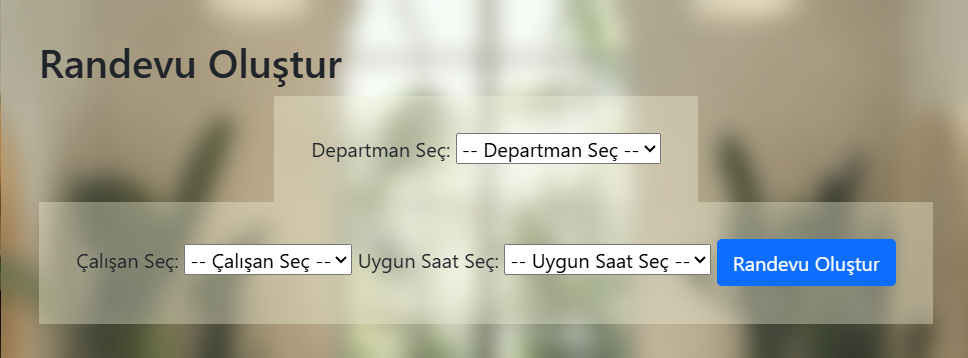 Randevu Oluştur
Departman Seç: -- Departman Seç --
Çalışan Seç: -- Çalışan Seç -- Uygun Saat Seç: -- Uygun Saat Seç -- Randevu Oluştur